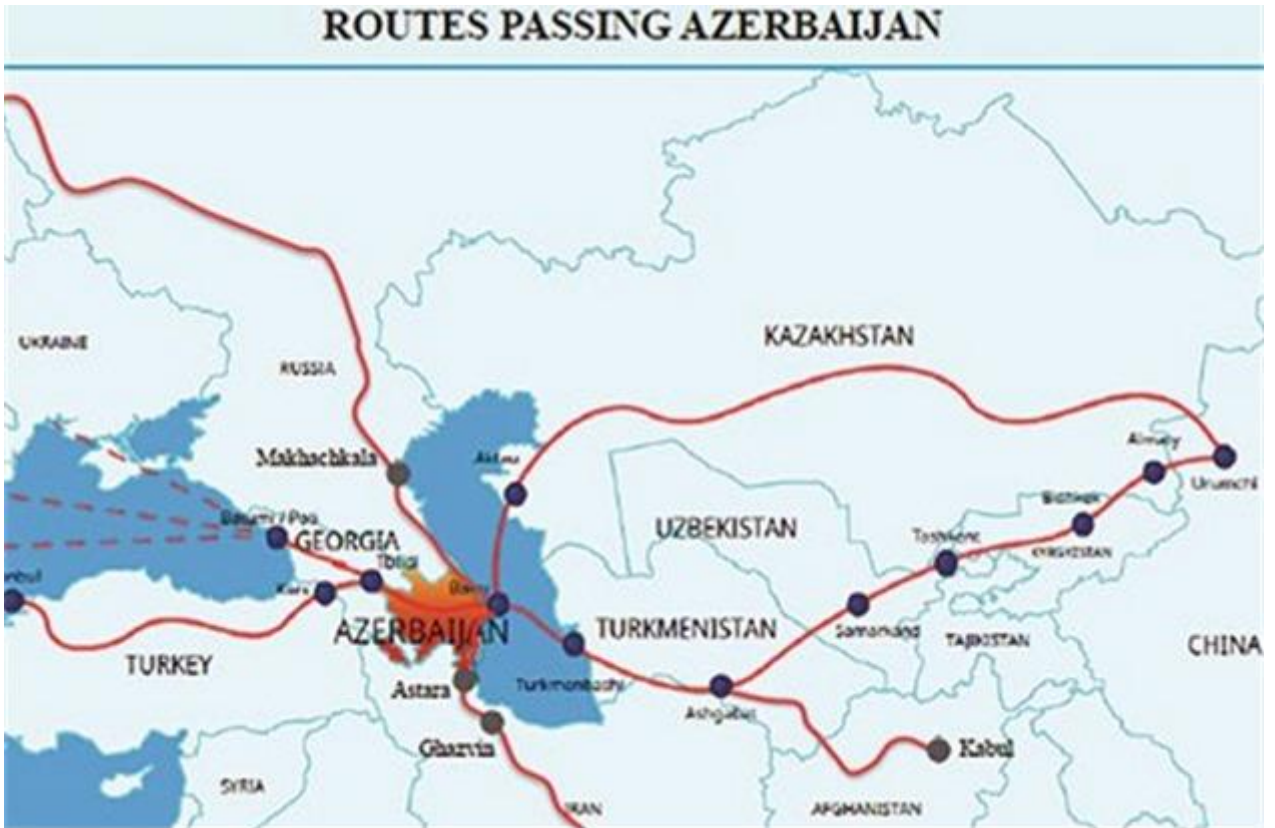 ROUTES PASSING AZERBAIJAN
KAZAKHSTAN
UKRAINE
RUSSIA
Almaty
Makhachkala
Aktau
Urumchi
Bishkek
UZBEKISTAN
GEORGIA
Tashkent
KYRGYZSTAN
Tbilisi
Kars
Baku
AZERBAIJAN
TURKMENISTAN
Samarkand
TAJIKISTAN
CHINA
TURKEY
Astara
Turkmenbashi
Ashgabat
Gharvin
Kabul
SYRIA
IRAN
AFGHANISTAN